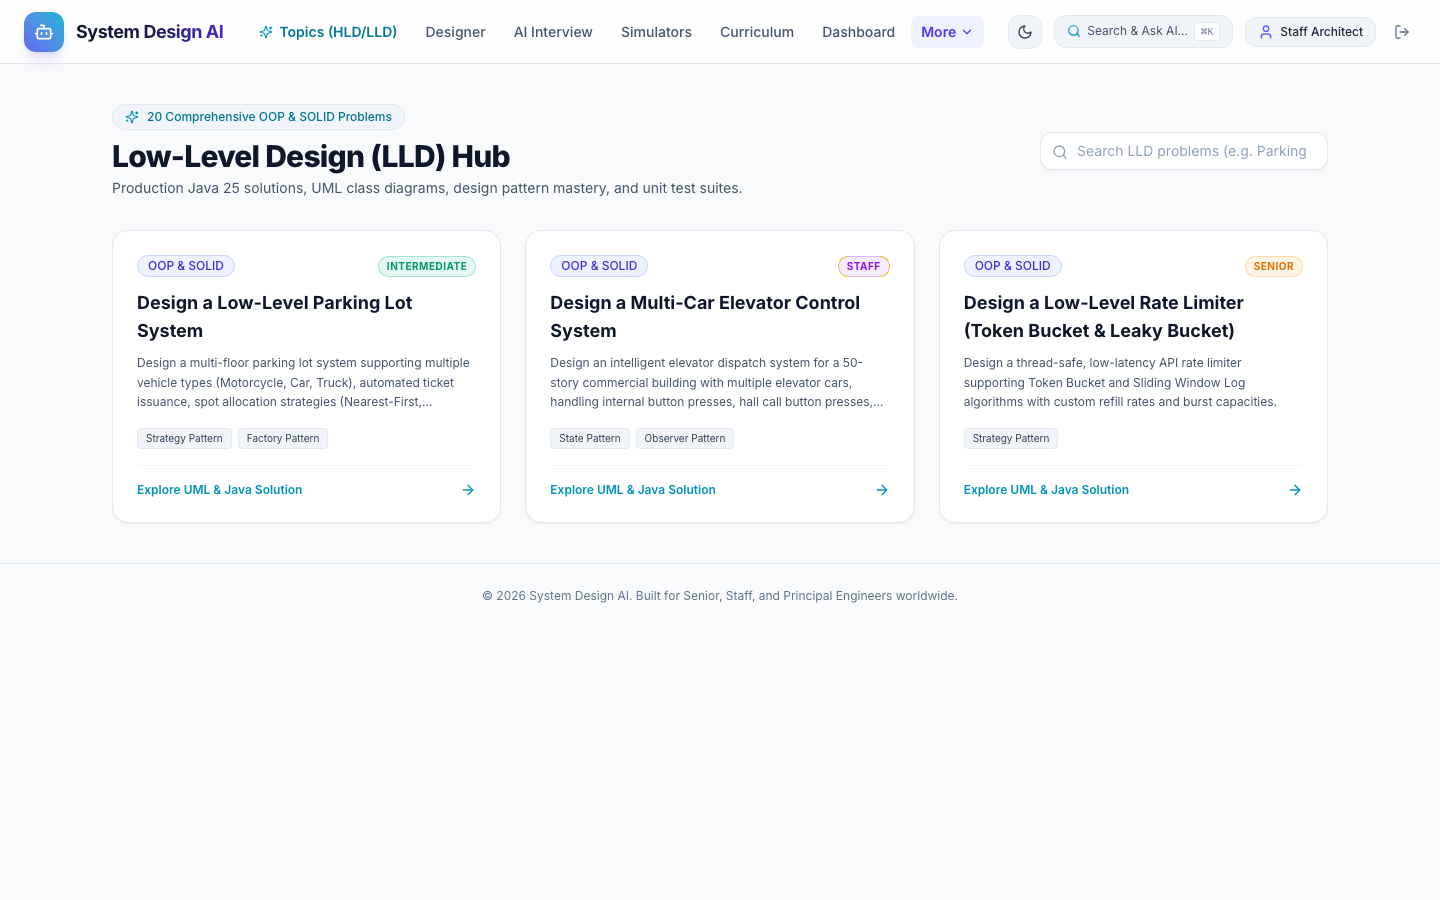 System Design AI
Topics (HLD/LLD)
Designer
AI Interview
Simulators
Curriculum
Dashboard
More
Search & Ask AI...
⌘K
Staff Architect
20 Comprehensive OOP & SOLID Problems
Low-Level Design (LLD) Hub
Production Java 25 solutions, UML class diagrams, design pattern mastery, and unit test suites.
Search LLD problems (e.g. Parking
OOP & SOLID
INTERMEDIATE
Design a Low-Level Parking Lot
System
Design a multi-floor parking lot system supporting multiple
vehicle types (Motorcycle, Car, Truck), automated ticket
issuance, spot allocation strategies (Nearest-First,...
Strategy Pattern
Factory Pattern
Explore UML & Java Solution
OOP & SOLID
STAFF
Design a Multi-Car Elevator Control
System
Design an intelligent elevator dispatch system for a 50-
story commercial building with multiple elevator cars,
handling internal button presses, hall call button presses,...
State Pattern
Observer Pattern
Explore UML & Java Solution
OOP & SOLID
SENIOR
Design a Low-Level Rate Limiter
(Token Bucket & Leaky Bucket)
Design a thread-safe, low-latency API rate limiter
supporting Token Bucket and Sliding Window Log
algorithms with custom refill rates and burst capacities.
Strategy Pattern
Explore UML & Java Solution
© 2026 System Design AI. Built for Senior, Staff, and Principal Engineers worldwide.